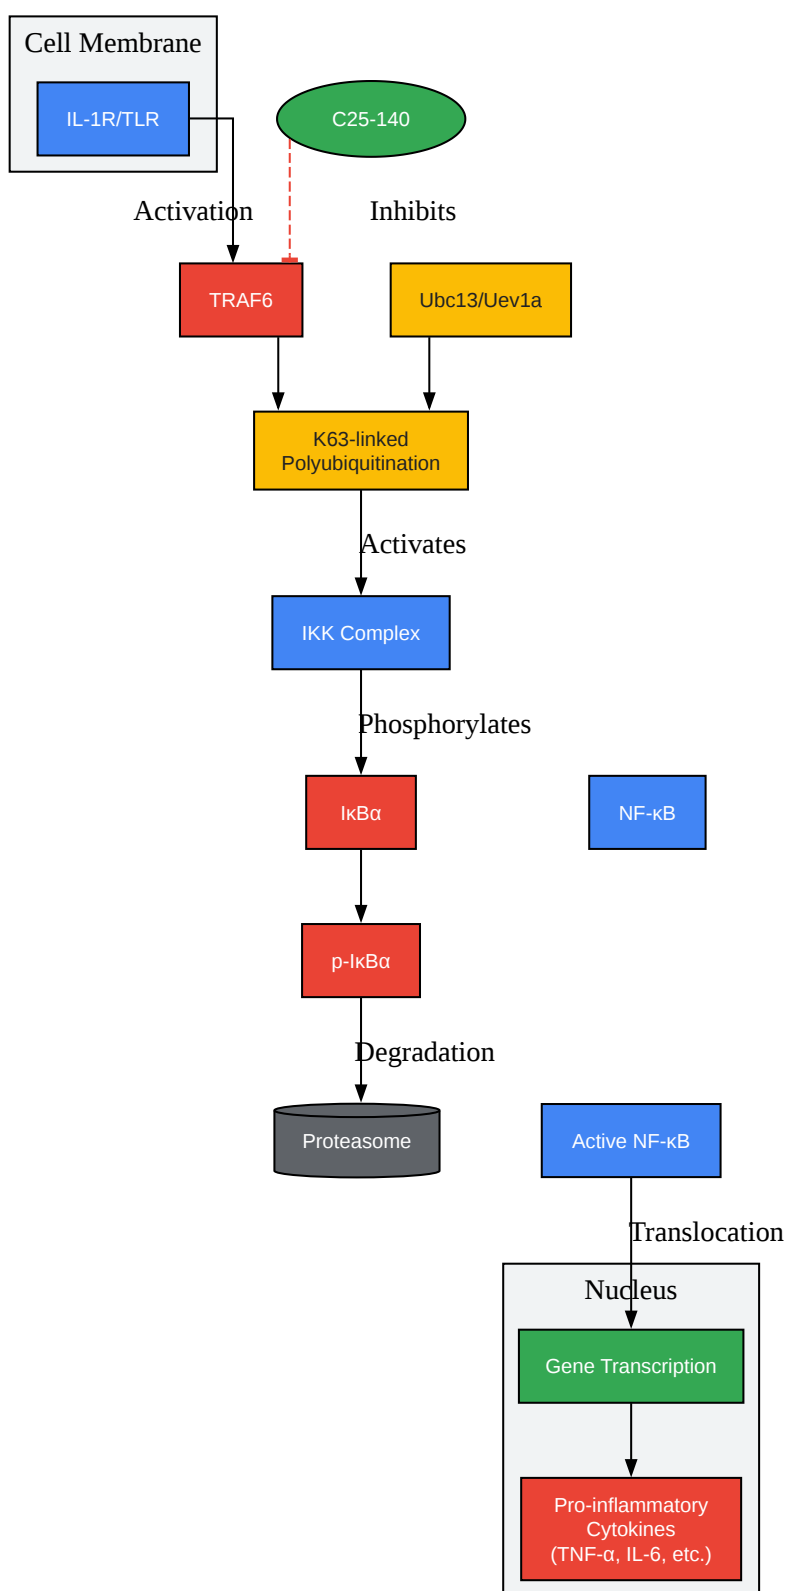 Cell Membrane
IL-1R/TLR
C25-140
Activation
Inhibits
TRAF6
Ubc13/Uev1a
K63-linked
Polyubiquitination
Activates
IKK Complex
Phosphorylates
IκBα
NF-κB
p-IκBα
Degradation
Proteasome
Active NF-κB
Translocation
Nucleus
Gene Transcription
Pro-inflammatory
Cytokines
(TNF-α, IL-6, etc.)